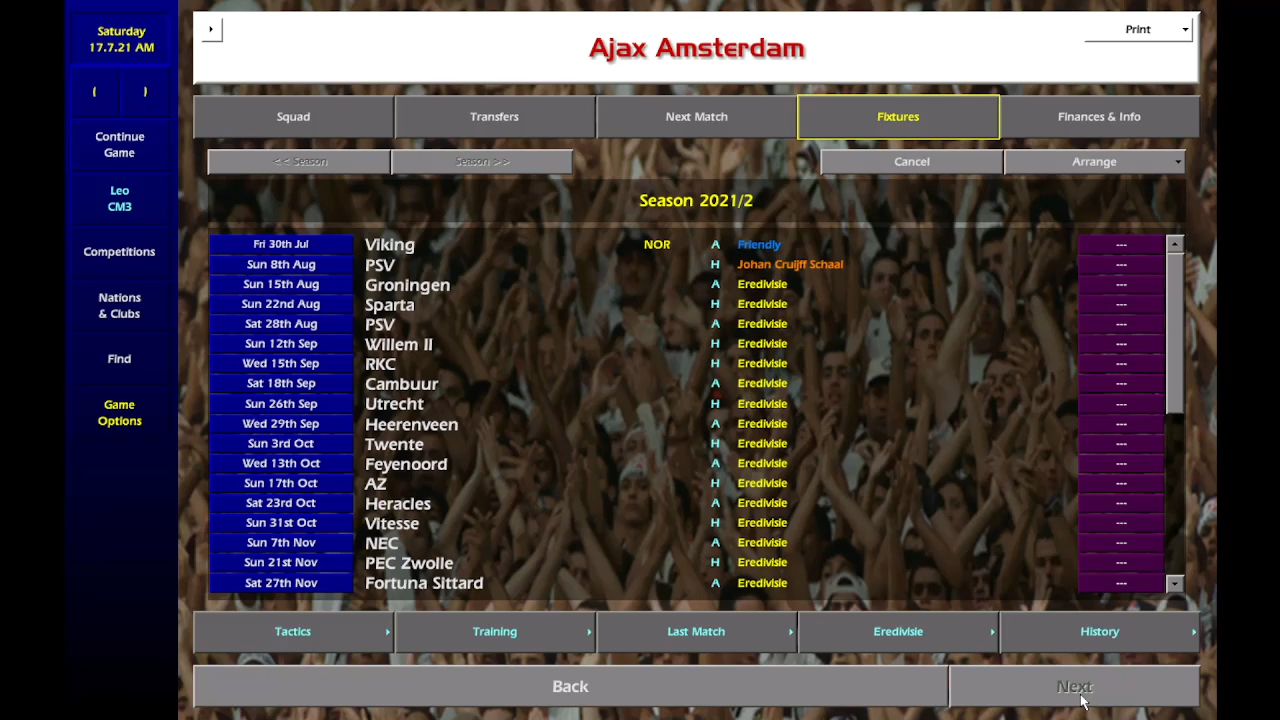 Saturday
17.7.21 AM
( )
Continue
Game
Leo
CM3
Competitions
Nations
& Clubs
Find
Game
Options
Ajax Amsterdam
Print
Squad Transfers Next Match Fixtures Finances & Info
<< Season Season >> Cancel Arrange
Season 2021/2
Fri 30th Jul Viking NOR A Friendly ---
Sun 8th Aug PSV H Johan Cruijff Schaal ---
Sun 15th Aug Groningen A Eredivisie ---
Sun 22nd Aug Sparta H Eredivisie ---
Sat 28th Aug PSV A Eredivisie ---
Sun 12th Sep Willem II H Eredivisie ---
Wed 15th Sep RKC H Eredivisie ---
Sat 18th Sep Cambuur A Eredivisie ---
Sun 26th Sep Utrecht H Eredivisie ---
Wed 29th Sep Heerenveen A Eredivisie ---
Sun 3rd Oct Twente H Eredivisie ---
Wed 13th Oct Feyenoord A Eredivisie ---
Sun 17th Oct AZ H Eredivisie ---
Sat 23rd Oct Heracles A Eredivisie ---
Sun 31st Oct Vitesse H Eredivisie ---
Sun 7th Nov NEC A Eredivisie ---
Sun 21st Nov PEC Zwolle H Eredivisie ---
Sat 27th Nov Fortuna Sittard A Eredivisie ---
Tactics Training Last Match Eredivisie History
Back Next